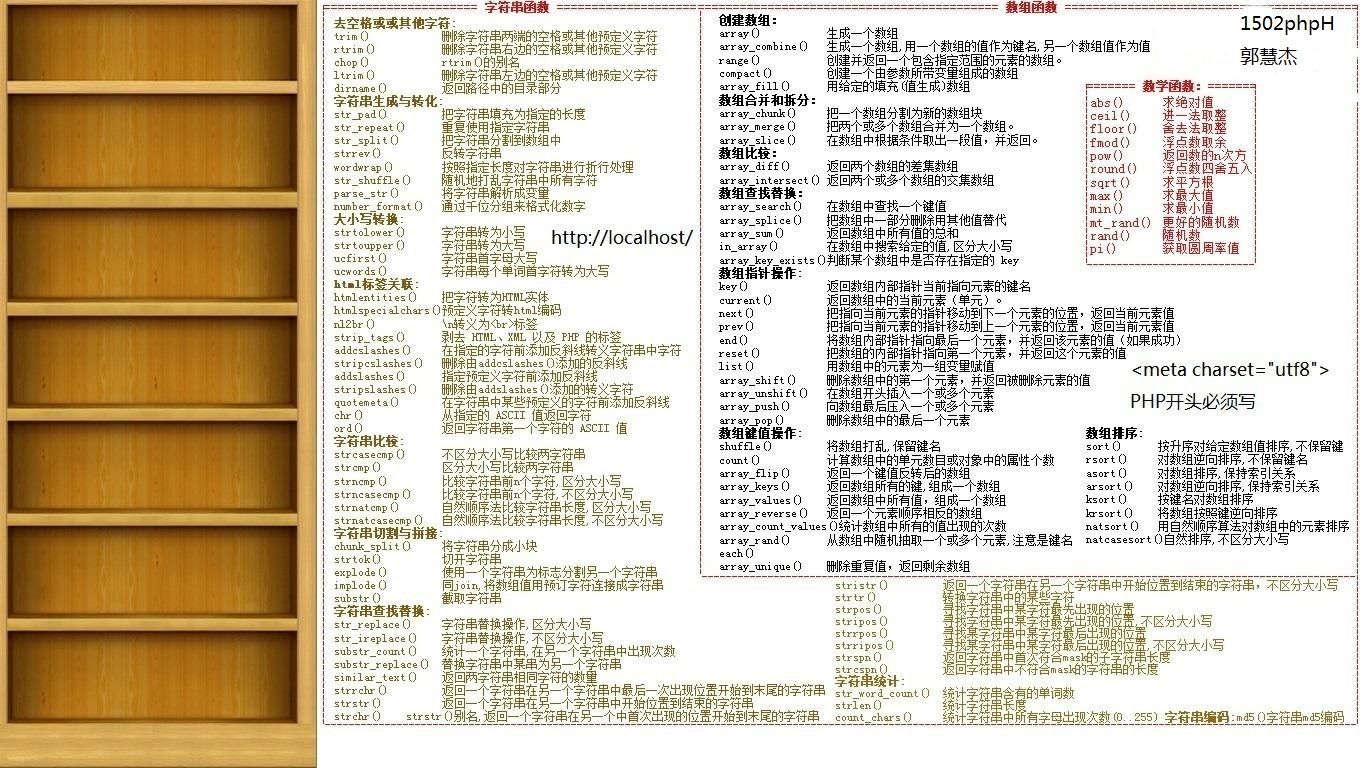 字符串函数
去空格或或其他字符:
trim() 删除字符串两端的空格或其他预定义字符
rtrim() 删除字符串右边的空格或其他预定义字符
chop() rtrim()的别名
ltrim() 删除字符串左边的空格或其他预定义字符
dirname() 返回路径中的目录部分
字符串生成与转化:
str_pad() 把字符串填充为指定的长度
str_repeat() 重复使用指定字符串
str_split() 把字符串分割到数组中
strrev() 反转字符串
wordwrap() 按照指定长度对字符串进行折行处理
str_shuffle() 随机地打乱字符串中所有字符
parse_str() 将字符串解析成变量
number_format() 通过千位分组来格式化数字
大小写转换:
strtolower() 字符串转为小写
strtoupper() 字符串转为大写
ucfirst() 字符串首字母大写
ucwords() 字符串每个单词首字符转为大写
http://localhost/
html标签关联:
htmlentities() 把字符转为HTML实体
htmlspecialchars()预定义字符转html编码
nl2br() \n转义为<br>标签
strip_tags() 剥去 HTML、XML 以及 PHP 的标签
addcslashes() 在指定的字符前添加反斜线转义字符串中字符
stripcslashes() 删除由addcslashes()添加的反斜线
addslashes() 指定预定义字符前添加反斜线
stripslashes() 删除由addslashes()添加的转义字符
quotemeta() 在字符串中某些预定义的字符前添加反斜线
chr() 从指定的 ASCII 值返回字符
ord() 返回字符串第一个字符的 ASCII 值
字符串比较:
strcasecmp() 不区分大小写比较两字符串
strcmp() 区分大小写比较两字符串
strncmp() 比较字符串前n个字符,区分大小写
strncasecmp() 比较字符串前n个字符,不区分大小写
strnatcmp() 自然顺序法比较字符串长度,区分大小写
strnatcasecmp() 自然顺序法比较字符串长度,不区分大小写
字符串切割与拼接:
chunk_split() 将字符串分成小块
strtok() 切开字符串
explode() 使用一个字符串为标志分割另一个字符串
implode() 同join,将数组值用预订字符连接成字符串
substr() 截取字符串
字符串查找替换:
str_replace() 字符串替换操作,区分大小写
str_ireplace() 字符串替换操作,不区分大小写
substr_count() 统计一个字符串,在另一个字符串中出现次数
substr_replace() 替换字符串中某串为另一个字符串
similar_text() 返回两字符串相同字符的数量
strrchr() 返回一个字符串在另一个字符串中最后一次出现位置开始到末尾的字符串
strstr() 返回一个字符串在另一个字符串中开始位置到结束的字符串
strchr() strstr()别名,返回一个字符串在另一个中首次出现的位置开始到末尾的字符串
stristr() 返回一个字符串在另一个字符串中开始位置到结束的字符串，不区分大小写
strtr() 转换字符串中的某些字符
strpos() 寻找字符串中某字符最先出现的位置
stripos() 寻找字符串中某字符最先出现的位置,不区分大小写
strrpos() 寻找某字符串中某字符最后出现的位置
strripos() 寻找某字符串中某字符最后出现的位置,不区分大小写
strspn() 返回字符串中首次符合mask的子字符串长度
strcspn() 返回字符串中不符合mask的字符串的长度
字符串统计:
str_word_count() 统计字符串含有的单词数
strlen() 统计字符串长度
count_chars() 统计字符串中所有字母出现次数(0..255) 字符串编码:md5()字符串md5编码
数组函数
创建数组:
array() 生成一个数组
array_combine() 生成一个数组,用一个数组的值作为键名,另一个数组值作为值
range() 创建并返回一个包含指定范围的元素的数组。
compact() 创建一个由参数所带变量组成的数组
array_fill() 用给定的填充(值生成)数组
数组合并和拆分:
array_chunk() 把一个数组分割为新的数组块
array_merge() 把两个或多个数组合并为一个数组。
array_slice() 在数组中根据条件取出一段值，并返回。
数组比较:
array_diff() 返回两个数组的差集数组
array_intersect() 返回两个或多个数组的交集数组
数组查找替换:
array_search() 在数组中查找一个键值
array_splice() 把数组中一部分删除用其他值替代
array_sum() 返回数组中所有值的总和
in_array() 在数组中搜索给定的值,区分大小写
array_key_exists()判断某个数组中是否存在指定的 key
数组指针操作:
key() 返回数组内部指针当前指向元素的键名
current() 返回数组中的当前元素（单元）。
next() 把指向当前元素的指针移动到下一个元素的位置，返回当前元素值
prev() 把指向当前元素的指针移动到上一个元素的位置，返回当前元素值
end() 将数组内部指针指向最后一个元素，并返回该元素的值（如果成功）
reset() 把数组的内部指针指向第一个元素，并返回这个元素的值
list() 用数组中的元素为一组变量赋值
array_shift() 删除数组中的第一个元素，并返回被删除元素的值
array_unshift() 在数组开头插入一个或多个元素
array_push() 向数组最后压入一个或多个元素
array_pop() 删除数组中的最后一个元素
数组键值操作:
shuffle() 将数组打乱,保留键名
count() 计算数组中的单元数目或对象中的属性个数
array_flip() 返回一个键值反转后的数组
array_keys() 返回数组所有的键,组成一个数组
array_values() 返回数组中所有值，组成一个数组
array_reverse() 返回一个元素顺序相反的数组
array_count_values()统计数组中所有的值出现的次数
array_rand() 从数组中随机抽取一个或多个元素,注意是键名
each()
array_unique() 删除重复值，返回剩余数组
1502phpH
郭慧杰
数学函数:
abs() 求绝对值
ceil() 进一法取整
floor() 舍去法取整
fmod() 浮点数取余
pow() 返回数的n次方
round() 浮点数四舍五入
sqrt() 求平方根
max() 求最大值
min() 求最小值
mt_rand() 更好的随机数
rand() 随机数
pi() 获取圆周率值
<meta charset="utf8">
PHP开头必须写
数组排序:
sort() 按升序对给定数组值排序,不保留键
rsort() 对数组逆向排序,不保留键名
asort() 对数组排序,保持索引关系
arsort() 对数组逆向排序,保持索引关系
ksort() 按键名对数组排序
krsort() 将数组按照键逆向排序
natsort() 用自然顺序算法对数组中的元素排序
natcasesort()自然排序,不区分大小写